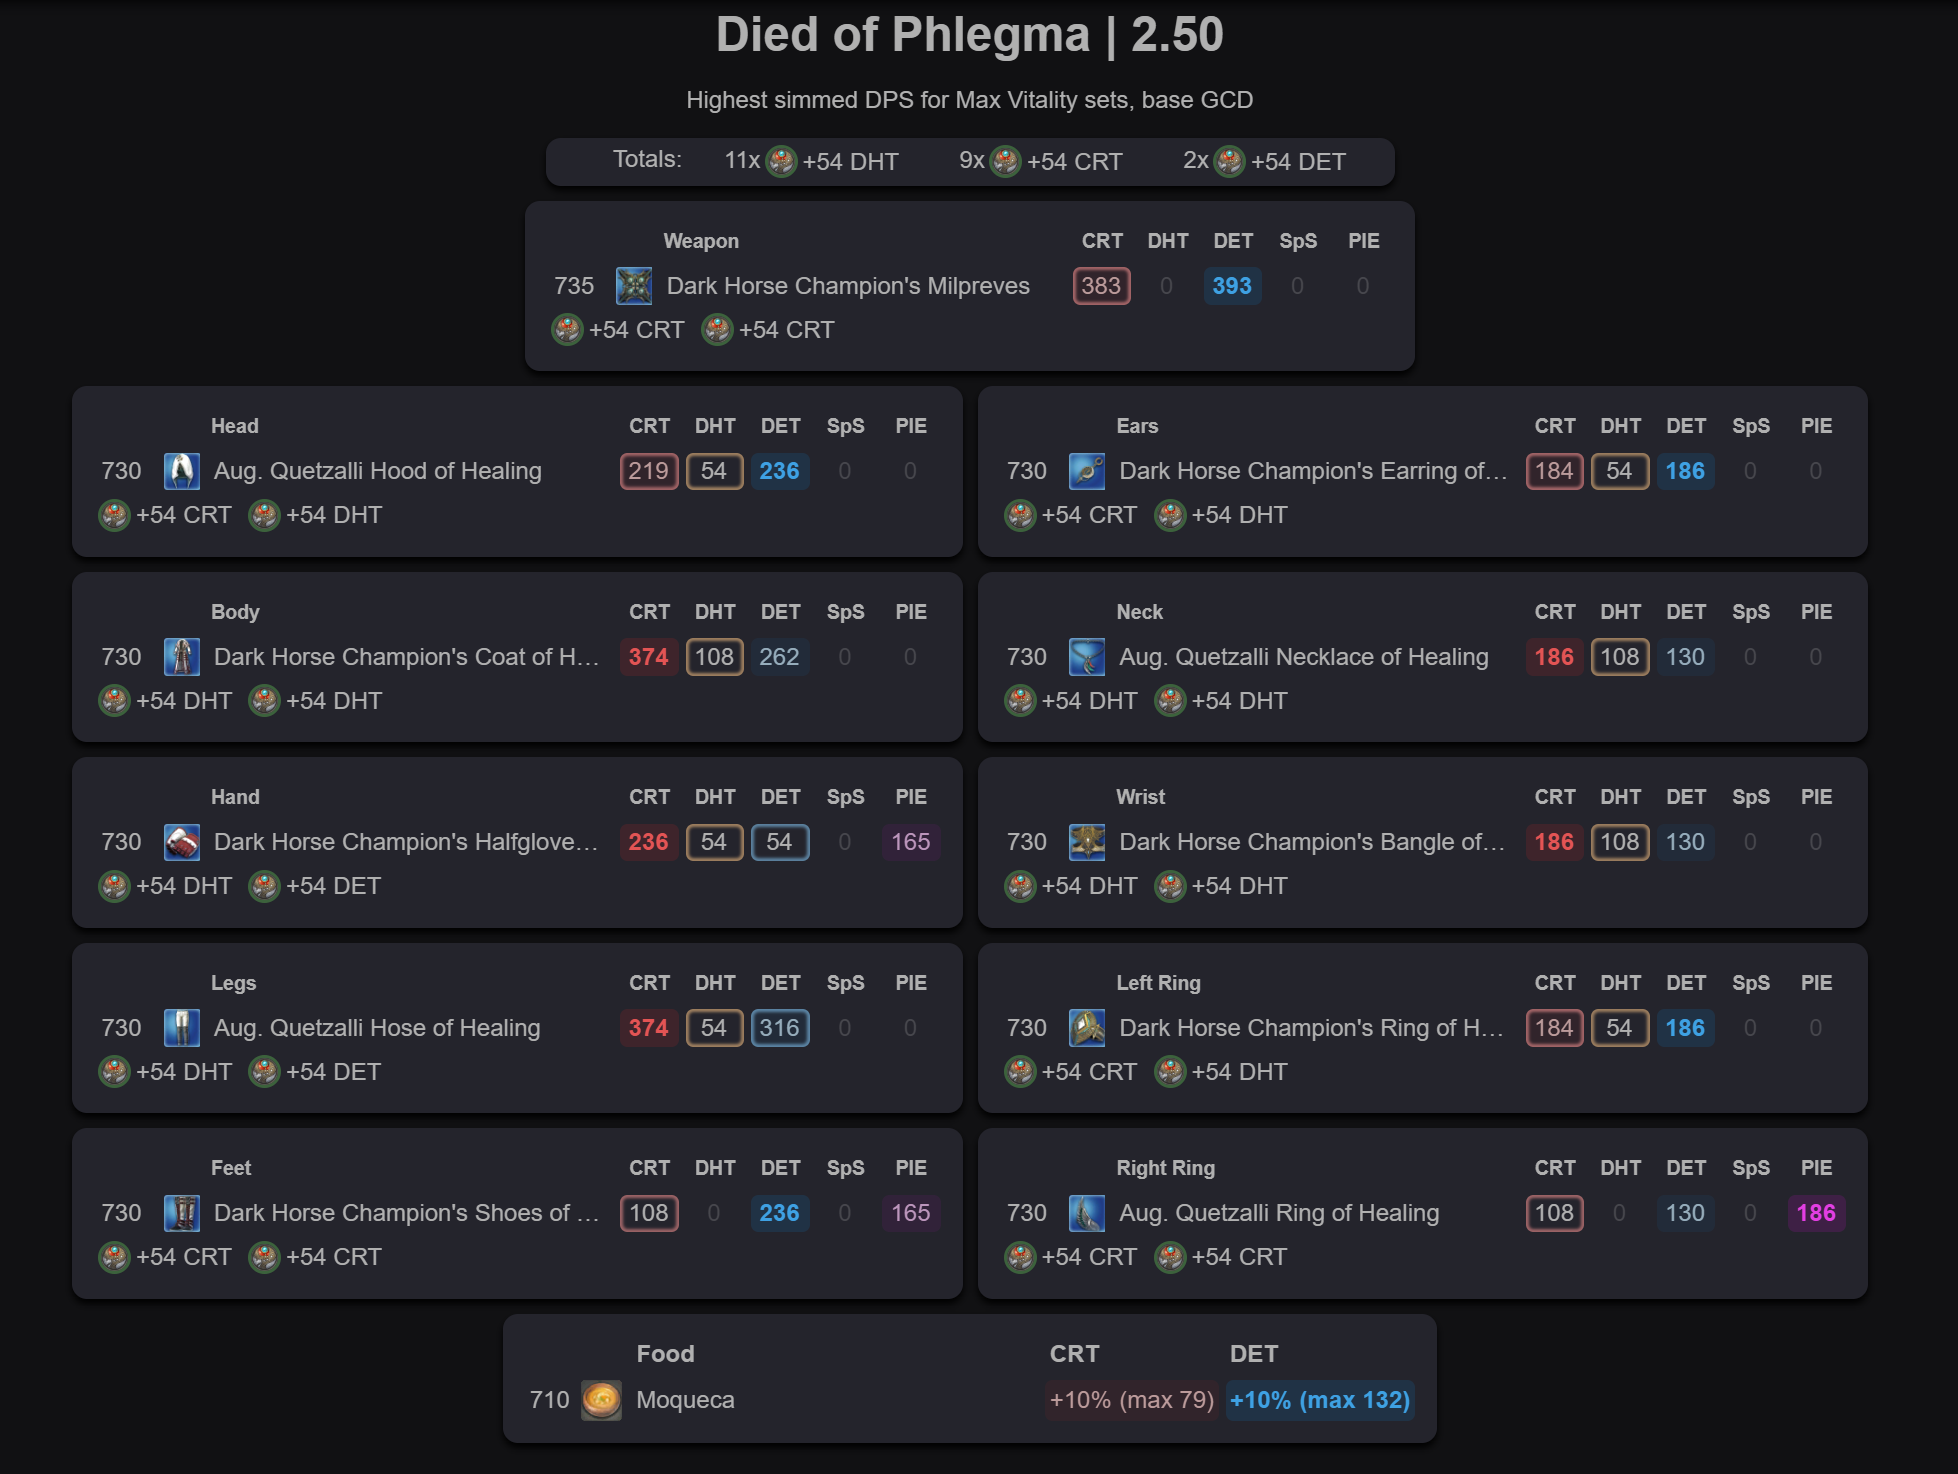 Died of Phlegma | 2.50
Highest simmed DPS for Max Vitality sets, base GCD
Totals: 11x +54 DHT 9x +54 CRT 2x +54 DET
Weapon CRT DHT DET SpS PIE
735 Dark Horse Champion's Milpreves 383 0 393 0 0
+54 CRT +54 CRT
Head CRT DHT DET SpS PIE
730 Aug. Quetzalli Hood of Healing 219 54 236 0 0
+54 CRT +54 DHT
Ears CRT DHT DET SpS PIE
730 Dark Horse Champion's Earring of... 184 54 186 0 0
+54 CRT +54 DHT
Body CRT DHT DET SpS PIE
730 Dark Horse Champion's Coat of H... 374 108 262 0 0
+54 DHT +54 DHT
Neck CRT DHT DET SpS PIE
730 Aug. Quetzalli Necklace of Healing 186 108 130 0 0
+54 DHT +54 DHT
Hand CRT DHT DET SpS PIE
730 Dark Horse Champion's Halfglove... 236 54 54 0 165
+54 DHT +54 DET
Wrist CRT DHT DET SpS PIE
730 Dark Horse Champion's Bangle of... 186 108 130 0 0
+54 DHT +54 DHT
Legs CRT DHT DET SpS PIE
730 Aug. Quetzalli Hose of Healing 374 54 316 0 0
+54 DHT +54 DET
Left Ring CRT DHT DET SpS PIE
730 Dark Horse Champion's Ring of H... 184 54 186 0 0
+54 CRT +54 DHT
Feet CRT DHT DET SpS PIE
730 Dark Horse Champion's Shoes of ... 108 0 236 0 165
+54 CRT +54 CRT
Right Ring CRT DHT DET SpS PIE
730 Aug. Quetzalli Ring of Healing 108 0 130 0 186
+54 CRT +54 CRT
Food CRT DET
710 Moqueca +10% (max 79) +10% (max 132)